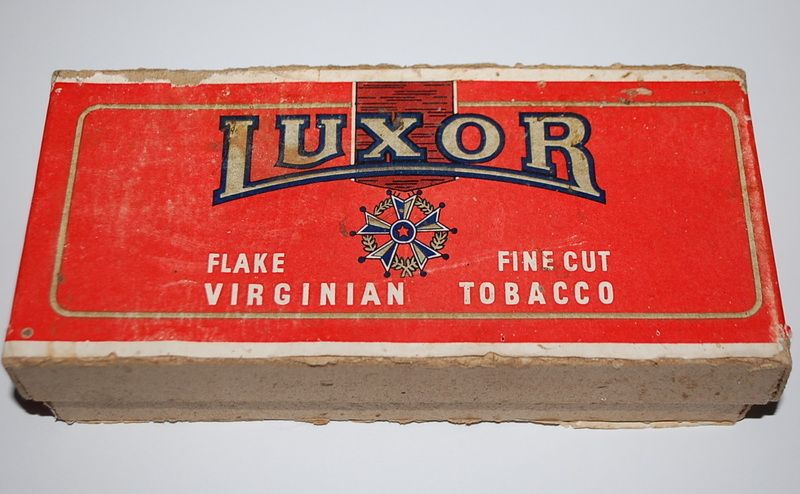 LUXOR
FLAKE FINE CUT
VIRGINIAN TOBACCO